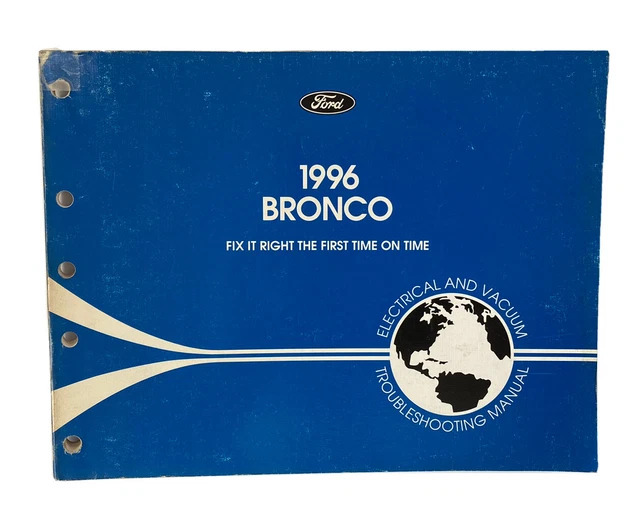 Ford
1996
BRONCO
FIX IT RIGHT THE FIRST TIME ON TIME
ELECTRICAL AND VACUUM
TROUBLESHOOTING MANUAL